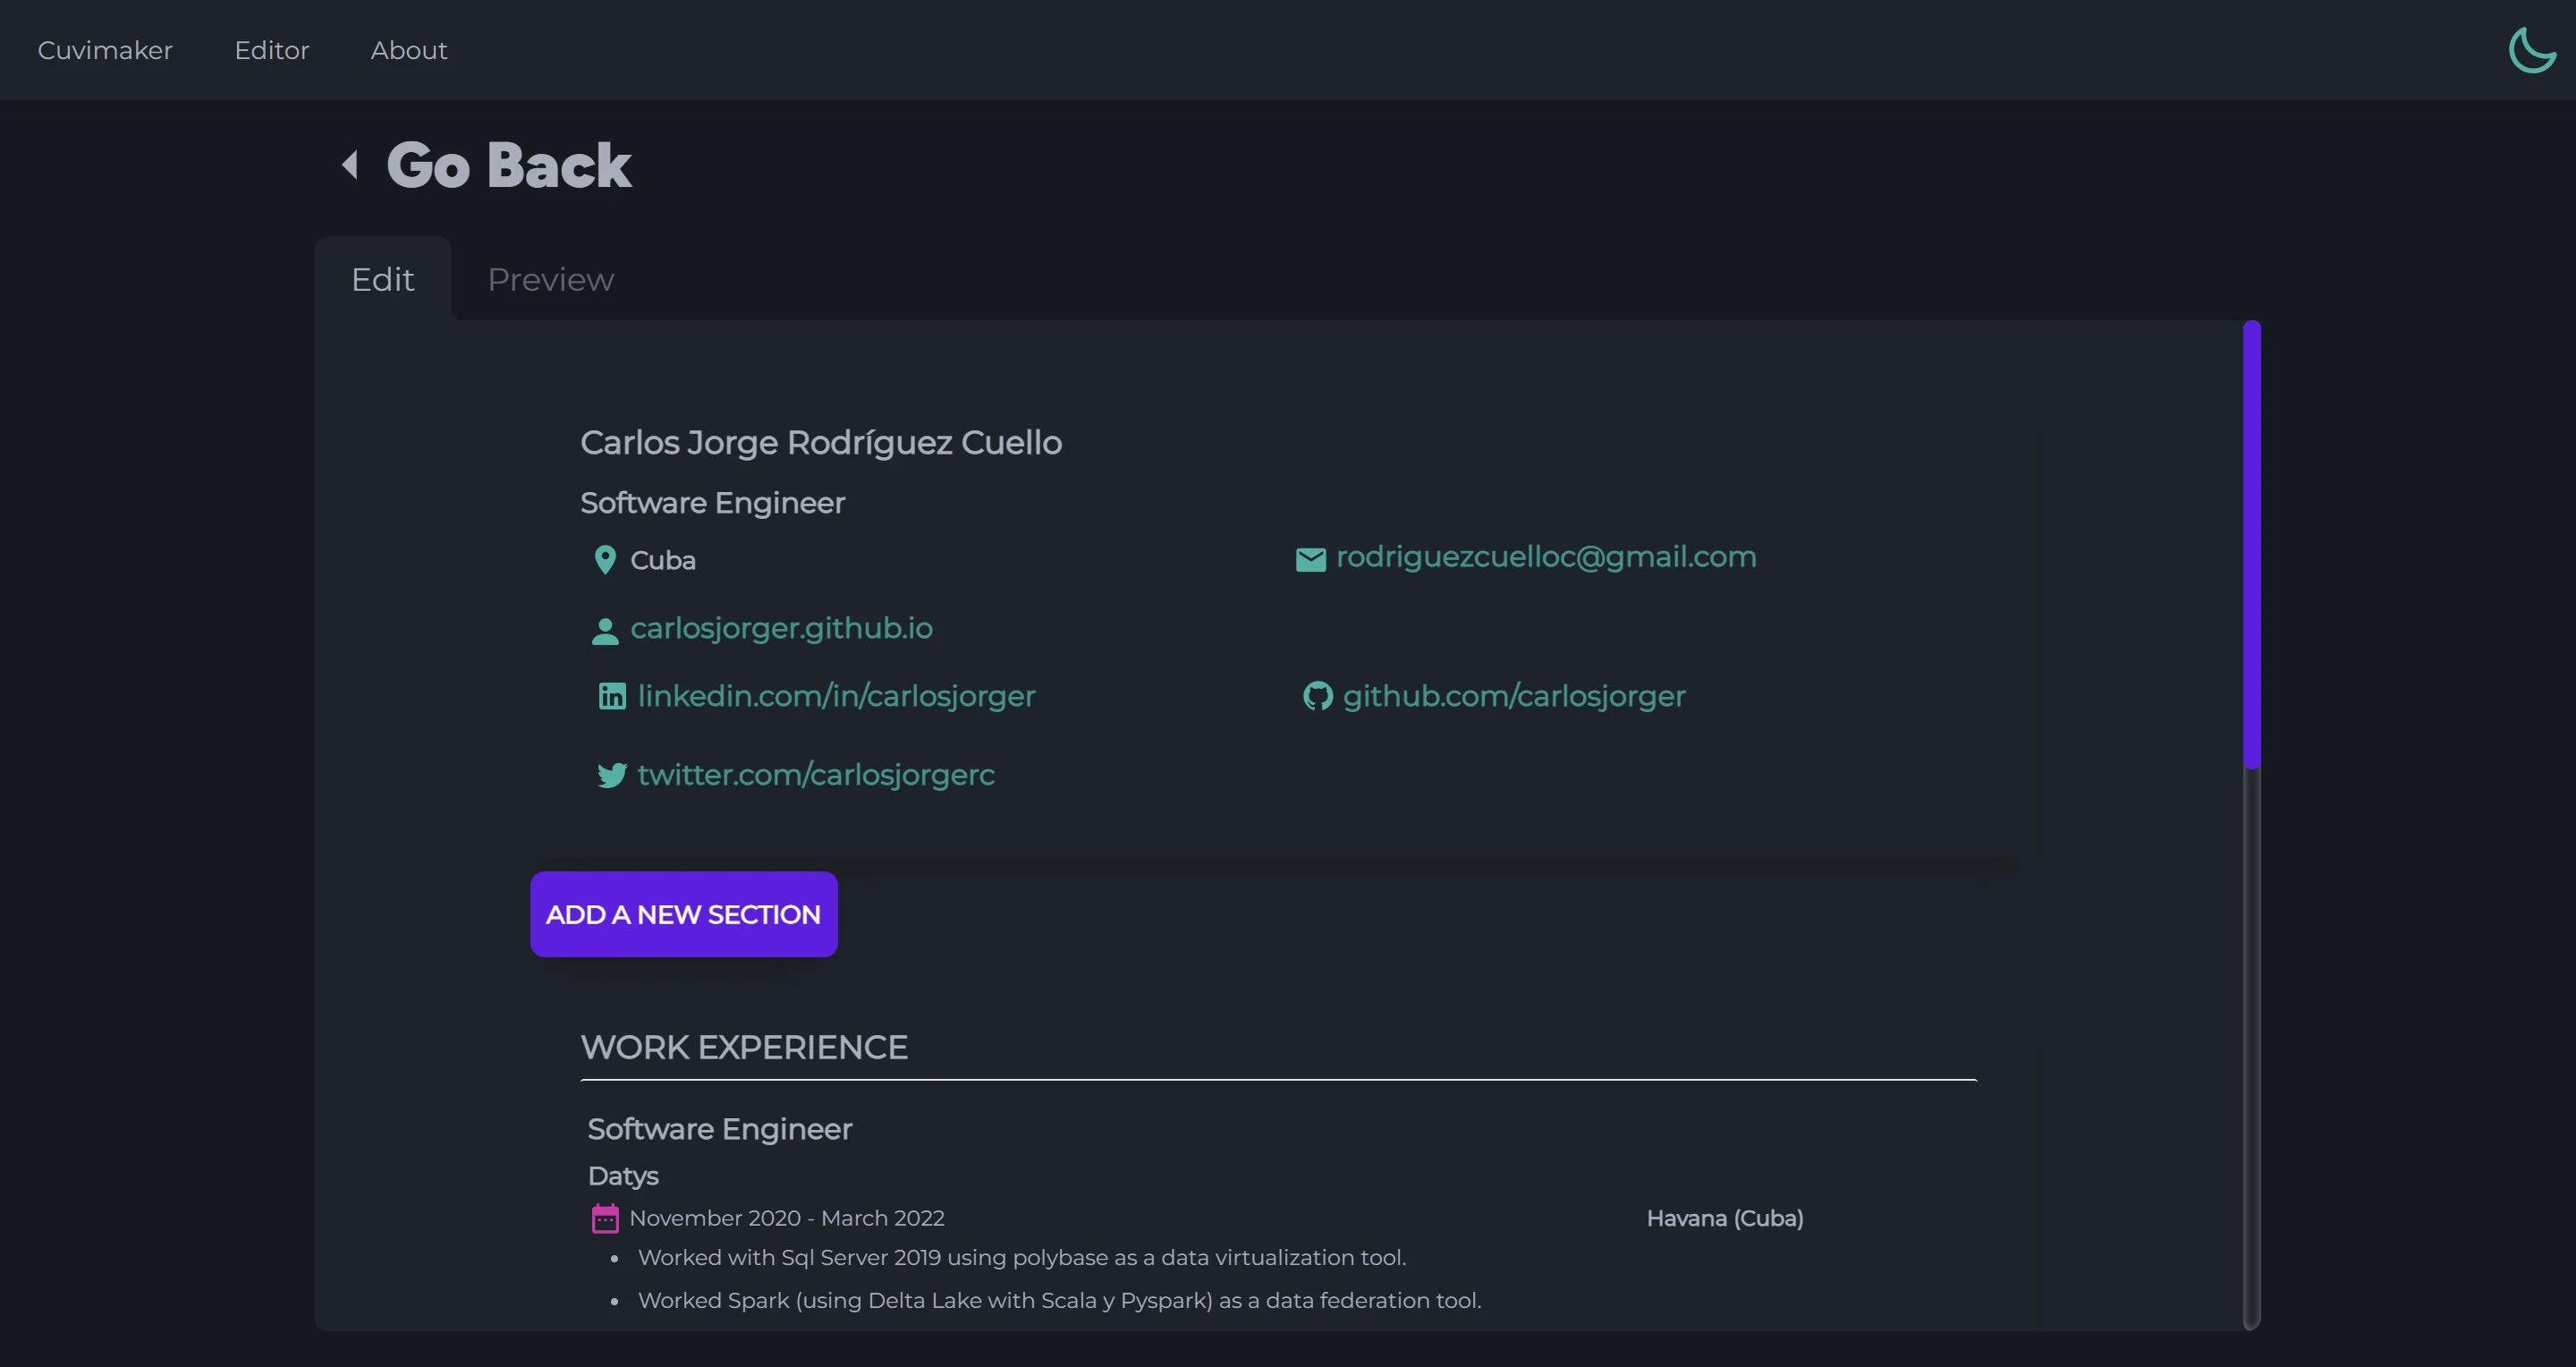 Cuvimaker Editor About
Go Back
Edit Preview
Carlos Jorge Rodríguez Cuello
Software Engineer
Cuba rodriguezcuelloc@gmail.com
carlosjorger.github.io
linkedin.com/in/carlosjorger github.com/carlosjorger
twitter.com/carlosjorgerc
ADD A NEW SECTION
WORK EXPERIENCE
Software Engineer
Datys
November 2020 - March 2022 Havana (Cuba)
• Worked with Sql Server 2019 using polybase as a data virtualization tool.
• Worked Spark (using Delta Lake with Scala y Pyspark) as a data federation tool.